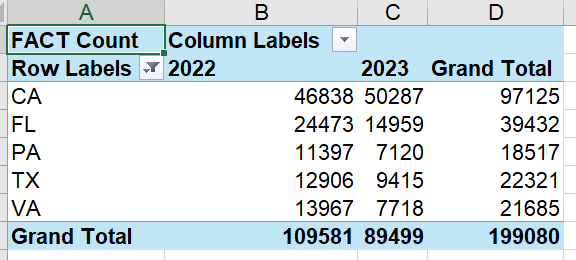 A B C D
FACT Count Column Labels
Row Labels 2022 2023 Grand Total
CA 46838 50287 97125
FL 24473 14959 39432
PA 11397 7120 18517
TX 12906 9415 22321
VA 13967 7718 21685
Grand Total 109581 89499 199080